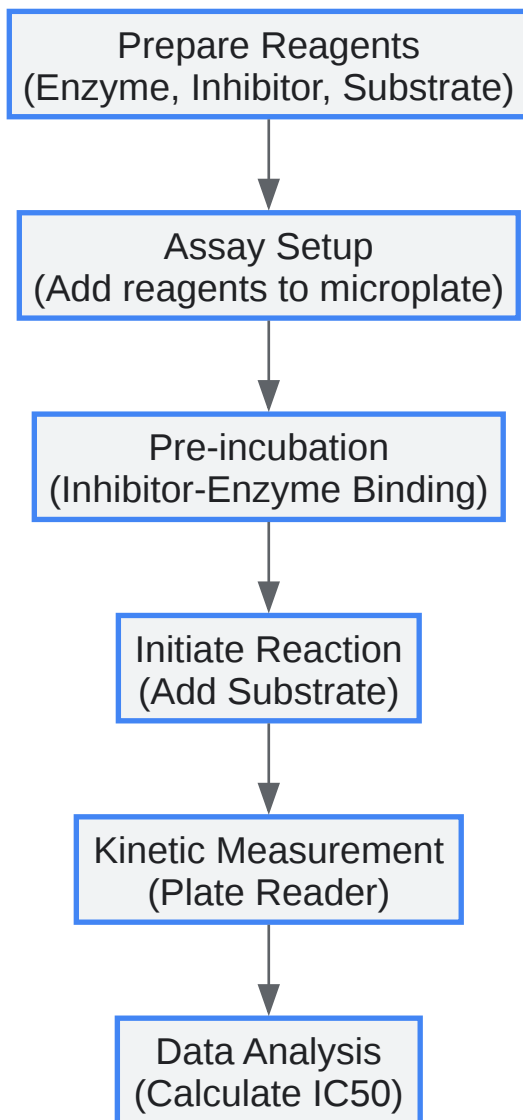 Prepare Reagents
(Enzyme, Inhibitor, Substrate)
Assay Setup
(Add reagents to microplate)
Pre-incubation
(Inhibitor-Enzyme Binding)
Initiate Reaction
(Add Substrate)
Kinetic Measurement
(Plate Reader)
Data Analysis
(Calculate IC50)